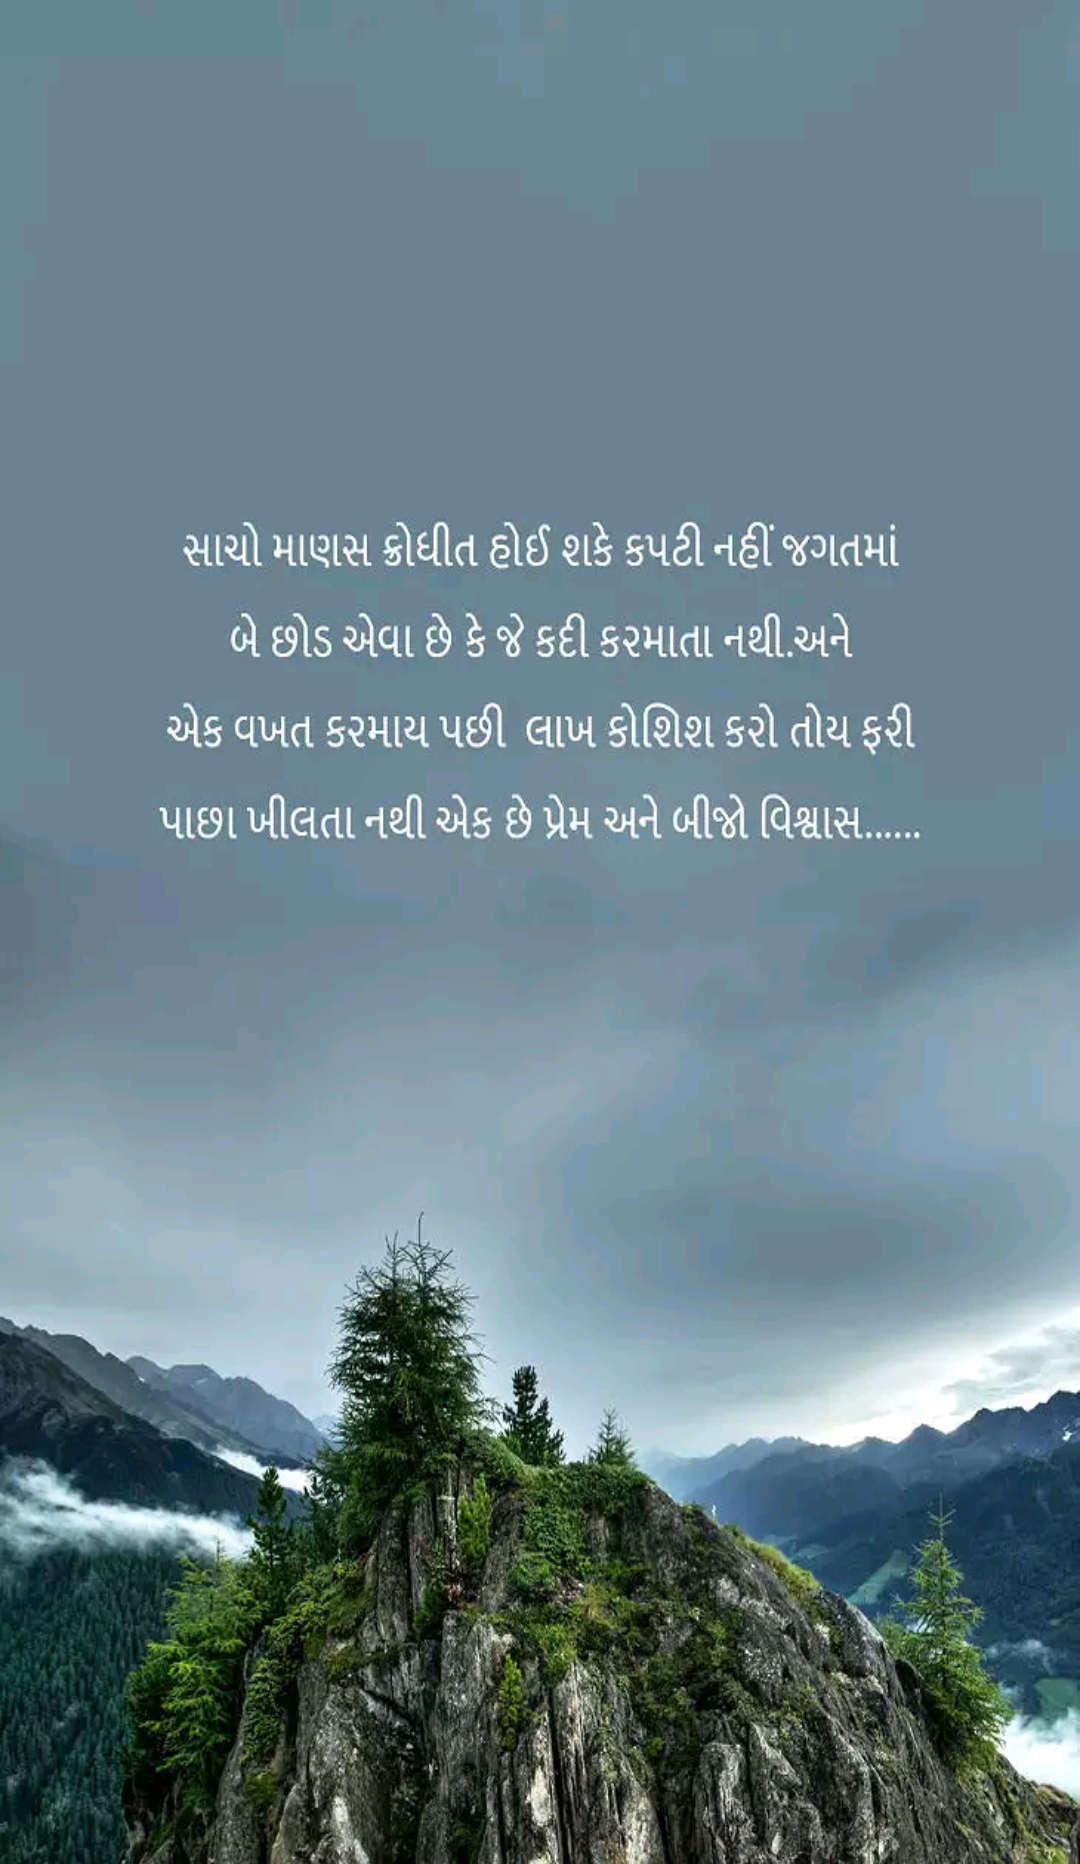 સાચો માણસ ક્રોધીત હોઈ શકે કપટી નહીં જગતમાં
બે છોડ એવા છે કે જે કદી કરમાતા નથી.અને
એક વખત કરમાય પછી  લાખ કોશિશ કરો તોય ફરી
પાછા ખીલતા નથી એક છે પ્રેમ અને બીજો વિશ્વાસ......